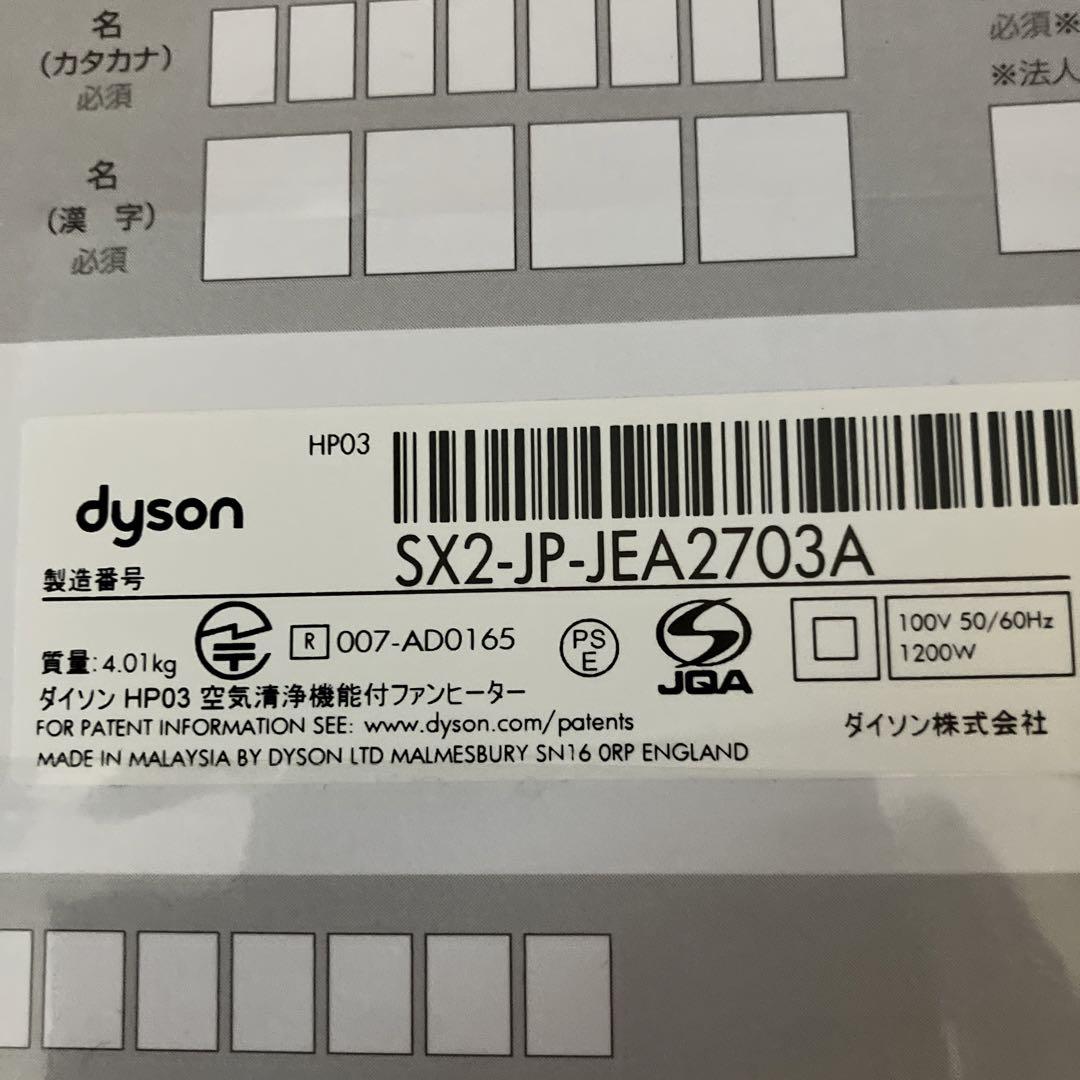 名
(カタカナ)
必須
必須※
※法人
名
(漢 字)
必須
HP03
dyson
製造番号
SX2-JP-JEA2703A
質量:4.01kg
R 007-AD0165
PS
E
JQA
100V 50/60Hz
1200W
ダイソン HP03 空気清浄機能付ファンヒーター
FOR PATENT INFORMATION SEE: www.dyson.com/patents
ダイソン株式会社
MADE IN MALAYSIA BY DYSON LTD MALMESBURY SN16 0RP ENGLAND